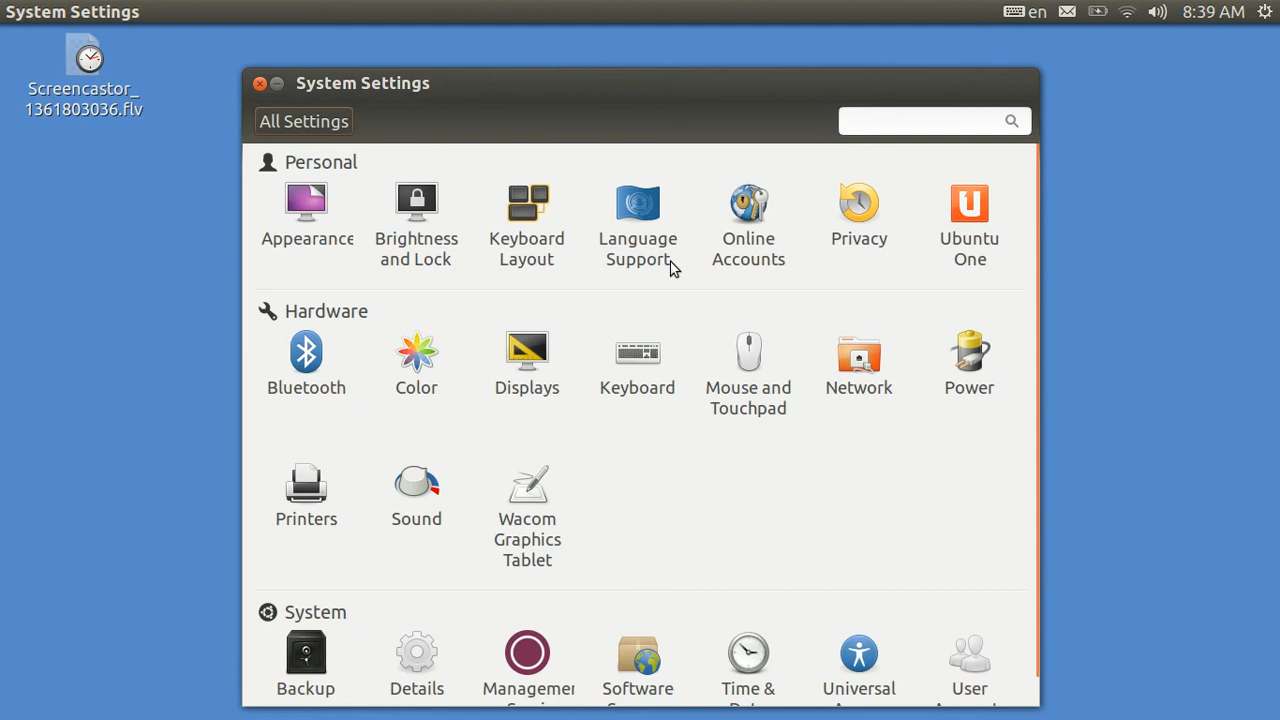 System Settings
en
8:39 AM
Screencastor_
1361803036.flv
System Settings
All Settings
Personal
Appearance
Brightness
and Lock
Keyboard
Layout
Language
Support
Online
Accounts
Privacy
Ubuntu
One
Hardware
Bluetooth
Color
Displays
Keyboard
Mouse and
Touchpad
Network
Power
Printers
Sound
Wacom
Graphics
Tablet
System
Backup
Details
Managemen
Software
Time &
Universal
User